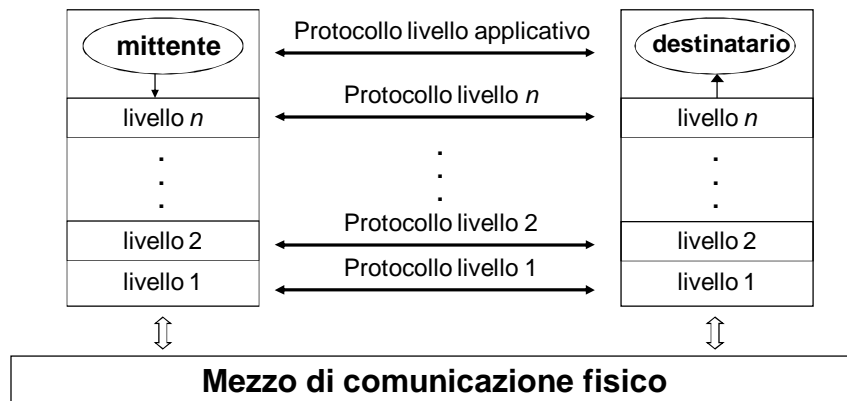 mittente
Protocollo livello applicativo
destinatario
livello n
Protocollo livello n
livello n
.
.
.
.
.
.
.
.
.
livello 2
Protocollo livello 2
livello 2
livello 1
Protocollo livello 1
livello 1
Mezzo di comunicazione fisico